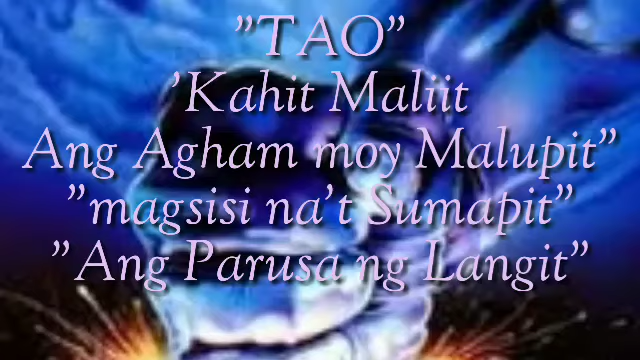 "TAO"
'Kahit Maliit
Ang Agham moy Malupit"
"magsisi na't Sumapit"
"Ang Parusa ng Langit"